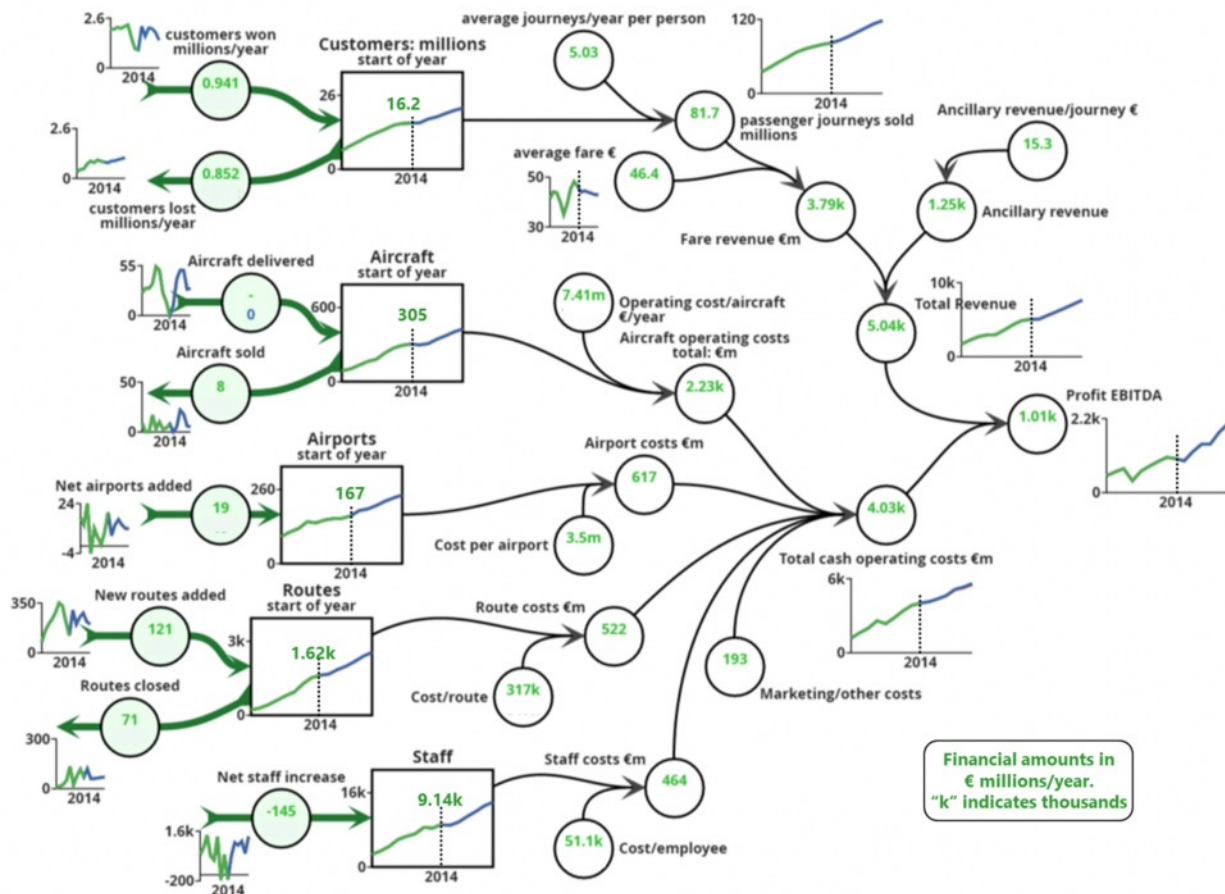 2.6
0
2014
customers won
millions/year
0.941
2.6
0
2014
0.852
customers lost
millions/year
Customers: millions
start of year
26
0
16.2
2014
average journeys/year per person
5.03
120
0
2014
81.7
passenger journeys sold
millions
average fare €
50
30
2014
46.4
Ancillary revenue/journey €
15.3
3.79k
Fare revenue €m
1.25k
Ancillary revenue
55
0
2014
Aircraft delivered
-
0
Aircraft sold
8
50
0
2014
Aircraft
start of year
600
0
305
2014
7.41m
Operating cost/aircraft
€/year
Aircraft operating costs
total: €m
2.23k
5.04k
Total Revenue
10k
0
2014
1.01k
Profit EBITDA
2.2k
0
2014
Net airports added
24
-4
2014
19
Airports
start of year
260
0
167
2014
Airport costs €m
617
Cost per airport
3.5m
4.03k
Total cash operating costs €m
6k
0
2014
New routes added
350
0
2014
121
Routes closed
71
300
0
2014
Routes
start of year
3k
0
1.62k
2014
Route costs €m
522
Cost/route
317k
193
Marketing/other costs
Net staff increase
-145
1.6k
-200
2014
Staff
start of year
16k
0
9.14k
2014
Staff costs €m
464
51.1k
Cost/employee
Financial amounts in
€ millions/year.
“k” indicates thousands